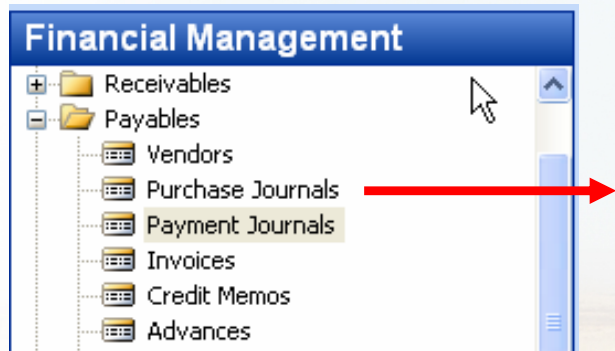 Financial Management
Receivables
Payables
Vendors
Purchase Journals
Payment Journals
Invoices
Credit Memos
Advances